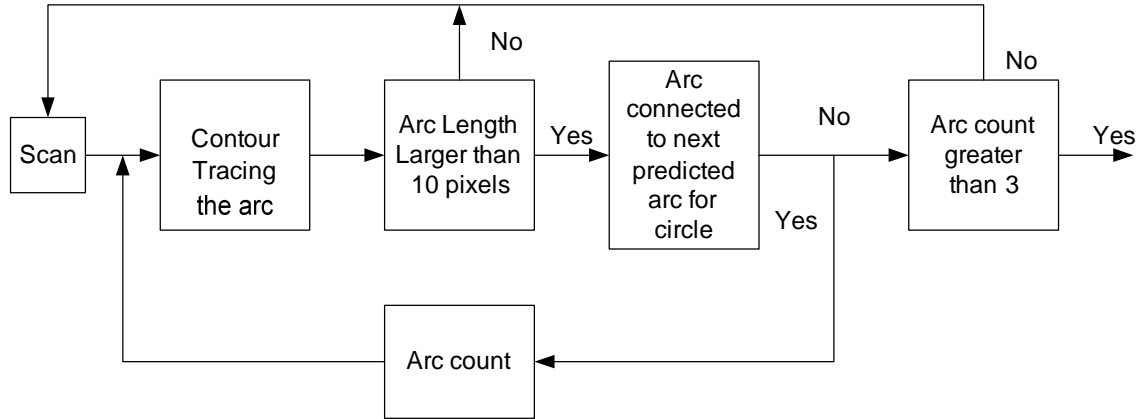 Scan
Contour
Tracing
the arc
No
Arc Length
Larger than
10 pixels
Yes
Arc
connected
to next
predicted
arc for
circle
No
Yes
No
Arc count
greater
than 3
Yes
Arc count